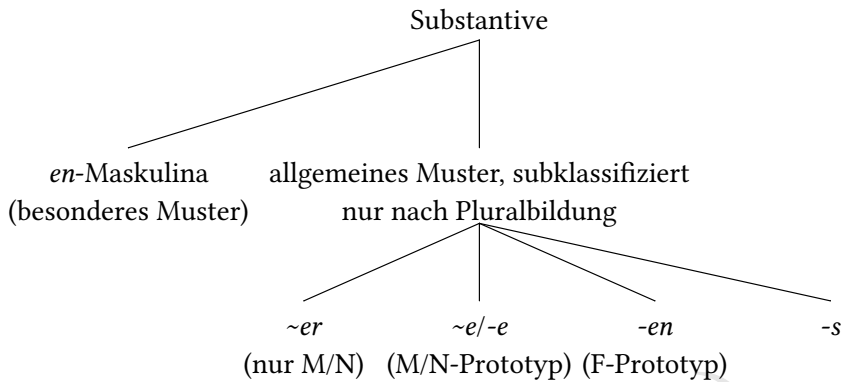 Substantive
en-Maskulina allgemeines Muster, subklassifiziert
(besonderes Muster) nur nach Pluralbildung
~er ~e/-e -en -s
(nur M/N) (M/N-Prototyp) (F-Prototyp)